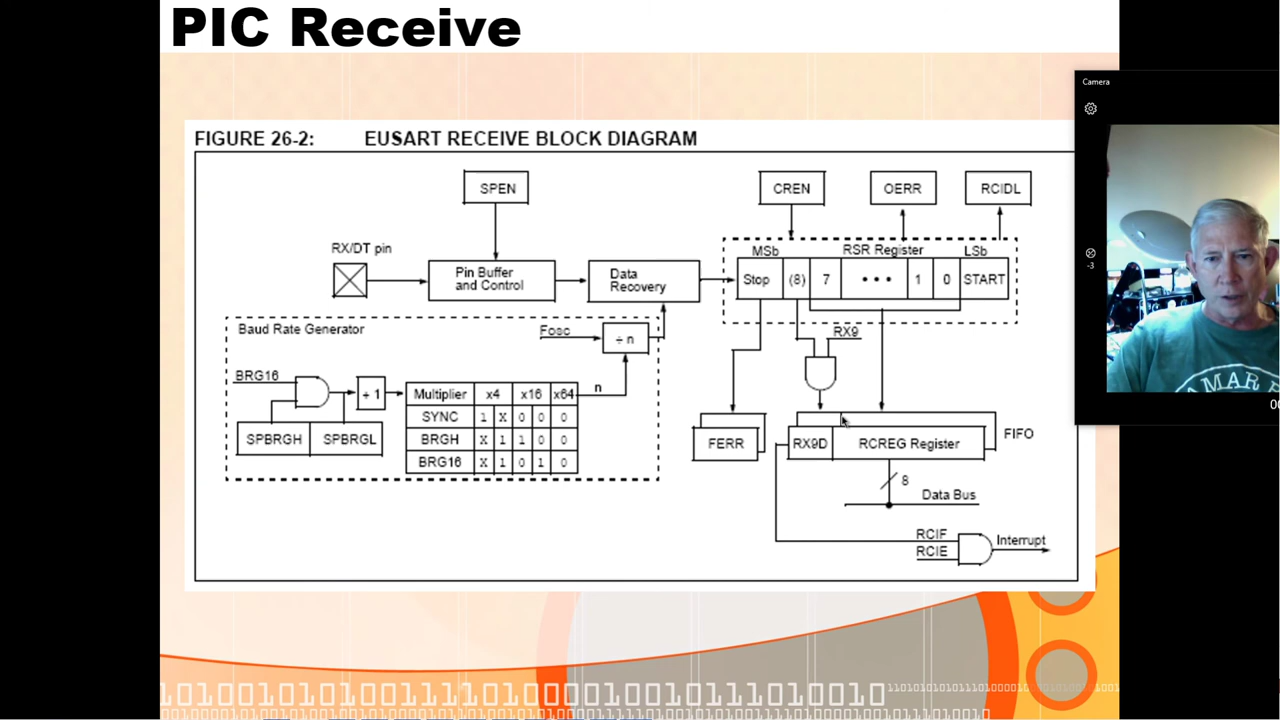 PIC Receive
Camera
FIGURE 26-2: EUSART RECEIVE BLOCK DIAGRAM
SPEN
CREN
OERR
RCIDL
RX/DT pin
MSb
RSR Register
LSb
Pin Buffer
and Control
Data
Recovery
Stop (8) 7 • • • 1 0 START
-3
Baud Rate Generator
Fosc
÷ n
RX9
BRG16
÷ 1
Multiplier x4 x16 x64
n
SYNC 1 X 0 0 0
BRGH X 1 1 0 0
BRG16 X 1 0 1 0
SPBRGH SPBRGL
FERR
RX9D
RCREG Register
FIFO
8
Data Bus
RCIF
RCIE
Interrupt
AMAR